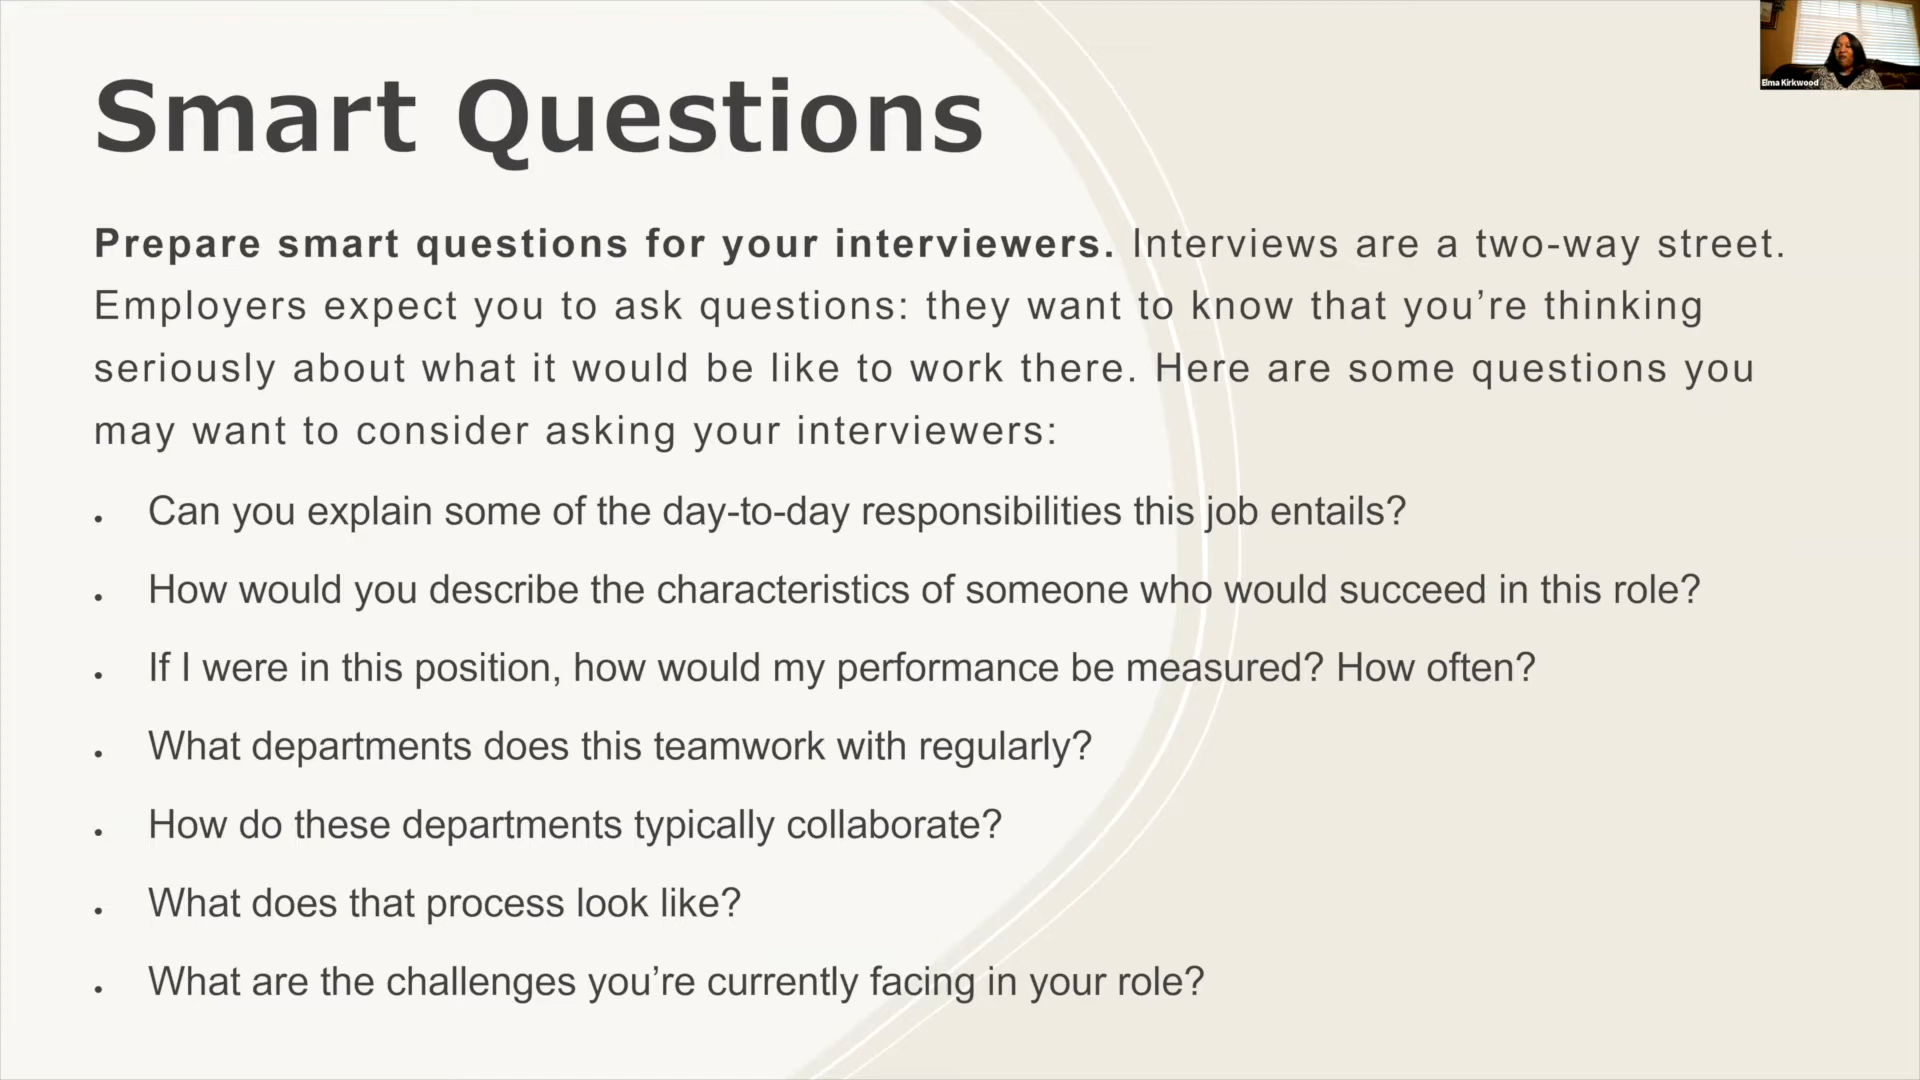 Smart Questions
Elma Kirkwood
Prepare smart questions for your interviewers. Interviews are a two-way street.
Employers expect you to ask questions: they want to know that you’re thinking
seriously about what it would be like to work there. Here are some questions you
may want to consider asking your interviewers:
• Can you explain some of the day-to-day responsibilities this job entails?
• How would you describe the characteristics of someone who would succeed in this role?
• If I were in this position, how would my performance be measured? How often?
• What departments does this teamwork with regularly?
• How do these departments typically collaborate?
• What does that process look like?
• What are the challenges you’re currently facing in your role?